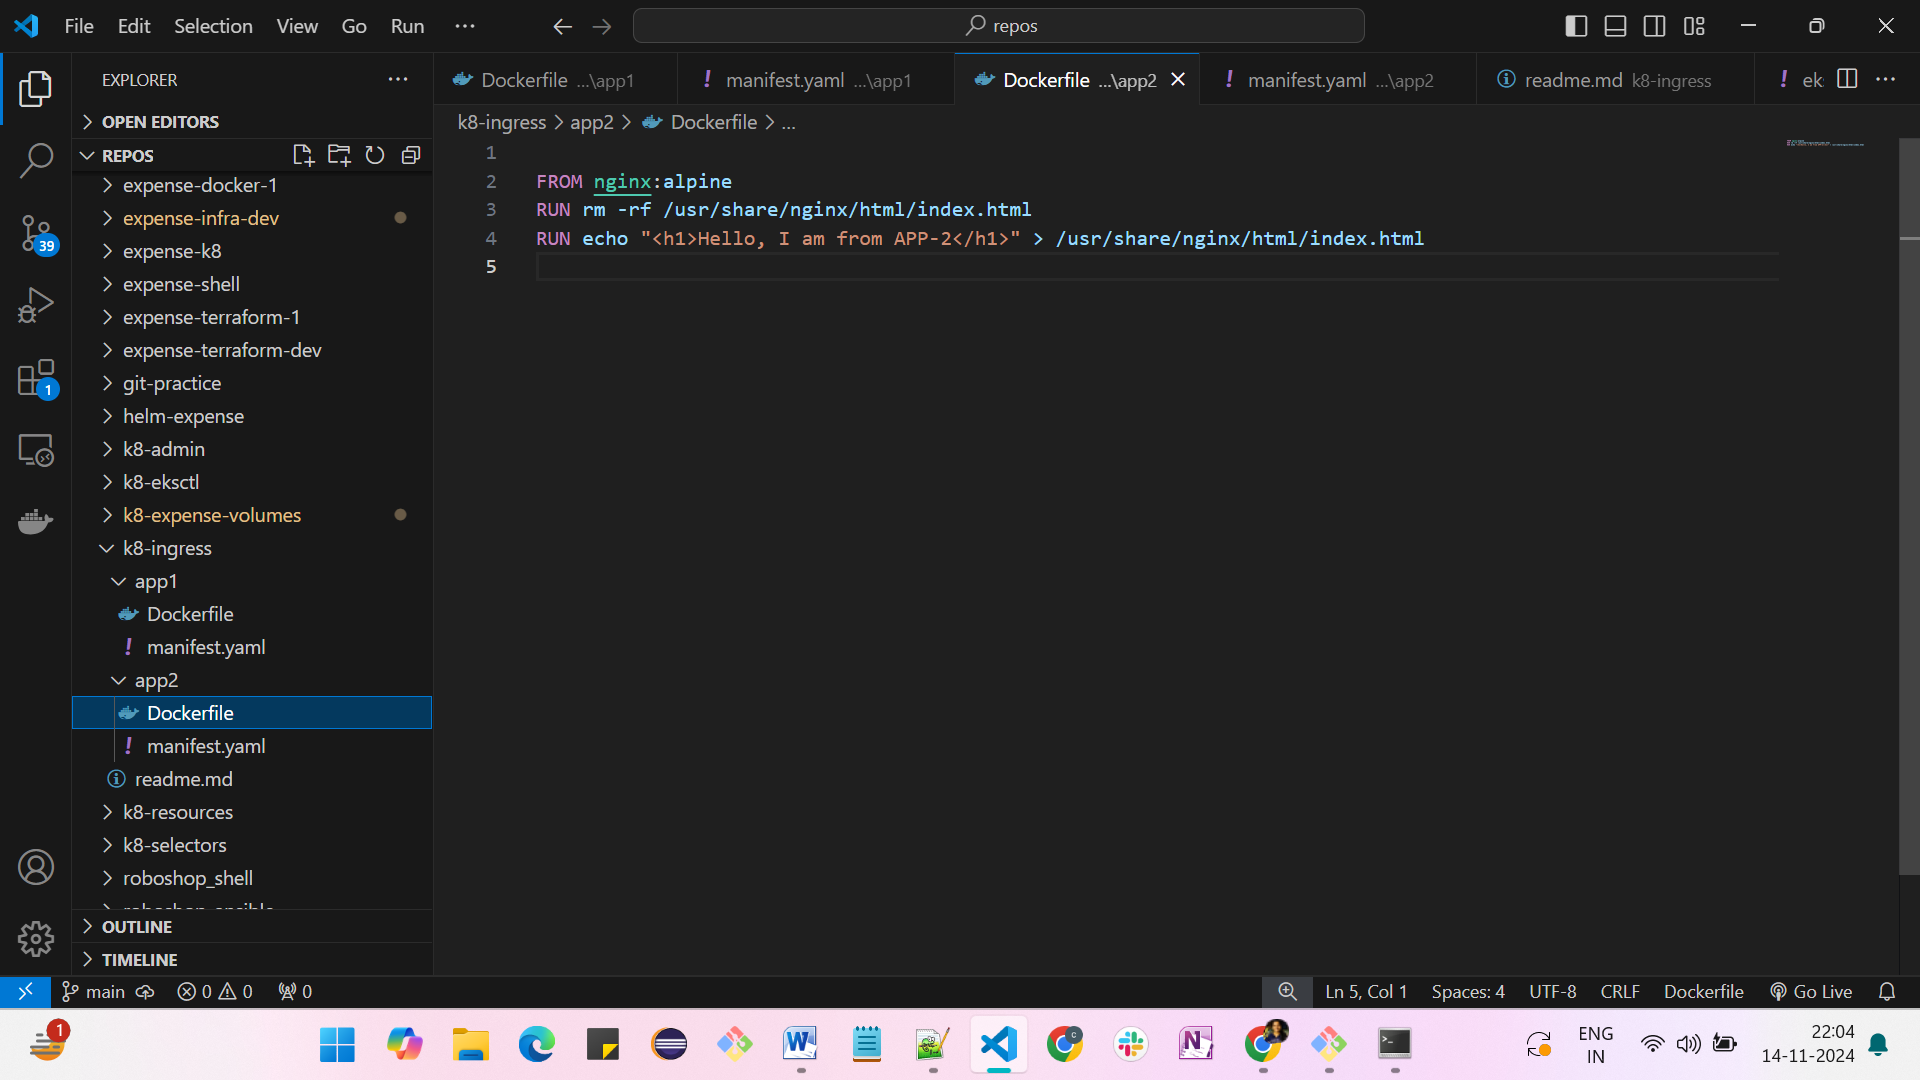 File Edit Selection View Go Run ···
repos
EXPLORER ···
Dockerfile ...\app1
! manifest.yaml ...\app1
Dockerfile ...\app2
! manifest.yaml ...\app2
readme.md k8-ingress
! ek
OPEN EDITORS
REPOS
expense-docker-1
expense-infra-dev
expense-k8
expense-shell
expense-terraform-1
expense-terraform-dev
git-practice
helm-expense
k8-admin
k8-eksctl
k8-expense-volumes
k8-ingress
app1
Dockerfile
! manifest.yaml
app2
Dockerfile
! manifest.yaml
readme.md
k8-resources
k8-selectors
roboshop_shell
OUTLINE
TIMELINE
39
1
k8-ingress > app2 > Dockerfile > ...
1
2 FROM nginx:alpine
3 RUN rm -rf /usr/share/nginx/html/index.html
4 RUN echo "<h1>Hello, I am from APP-2</h1>" > /usr/share/nginx/html/index.html
5
main 0 0 0
Ln 5, Col 1 Spaces: 4 UTF-8 CRLF Dockerfile Go Live
1
ENG
IN
22:04
14-11-2024